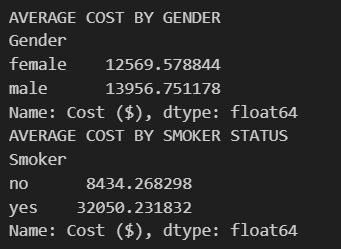 AVERAGE COST BY GENDER
Gender
female    12569.578844
male      13956.751178
Name: Cost ($), dtype: float64
AVERAGE COST BY SMOKER STATUS
Smoker
no      8434.268298
yes    32050.231832
Name: Cost ($), dtype: float64